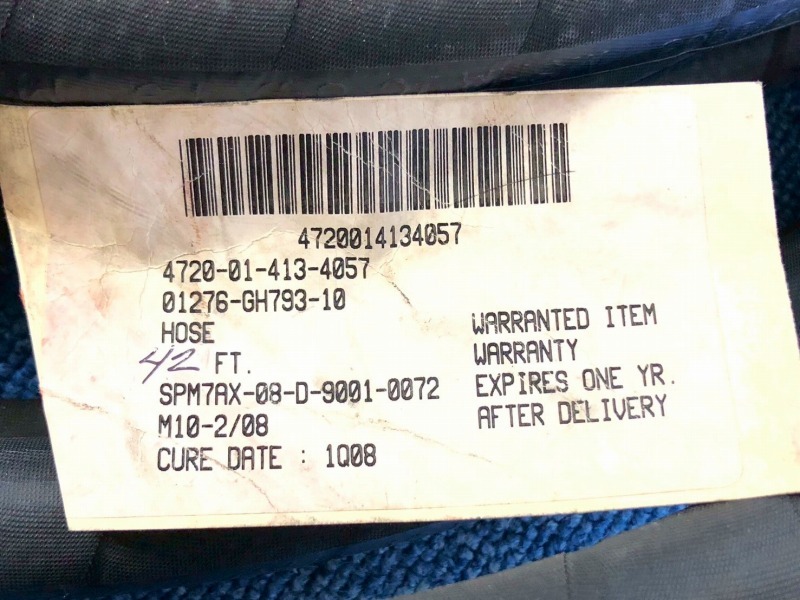 4720014134057
4720-01-413-4057
01276-GH793-10
HOSE
42 FT.
SPM7AX-08-D-9001-0072
M10-2/08
CURE DATE : 1Q08
WARRANTED ITEM
WARRANTY
EXPIRES ONE YR.
AFTER DELIVERY